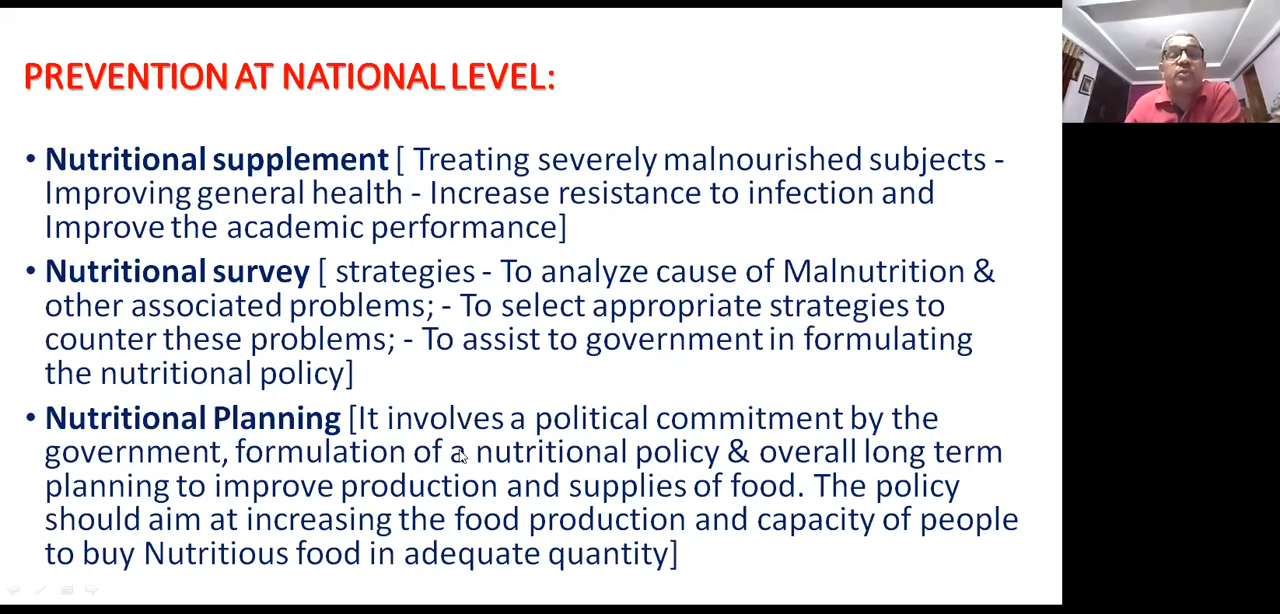 PREVENTION AT NATIONAL LEVEL:
• Nutritional supplement [ Treating severely malnourished subjects -
Improving general health - Increase resistance to infection and
Improve the academic performance]
• Nutritional survey [ strategies - To analyze cause of Malnutrition &
other associated problems; - To select appropriate strategies to
counter these problems; - To assist to government in formulating
the nutritional policy]
• Nutritional Planning [It involves a political commitment by the
government, formulation of a nutritional policy & overall long term
planning to improve production and supplies of food. The policy
should aim at increasing the food production and capacity of people
to buy Nutritious food in adequate quantity]